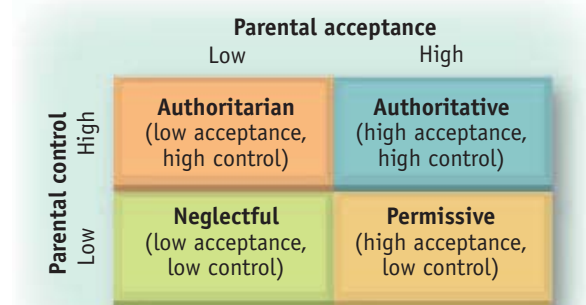 Parental acceptance
Low High
Parental control
High
Low
Authoritarian
(low acceptance,
high control)
Authoritative
(high acceptance,
high control)
Neglectful
(low acceptance,
low control)
Permissive
(high acceptance,
low control)